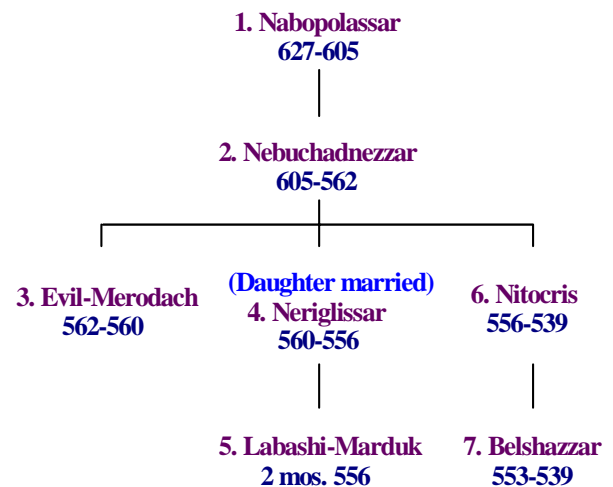 1. Nabopolassar
627-605
2. Nebuchadnezzar
605-562
3. Evil-Merodach
562-560
(Daughter married)
4. Neriglissar
560-556
6. Nitocris
556-539
5. Labashi-Marduk
2 mos. 556
7. Belshazzar
553-539